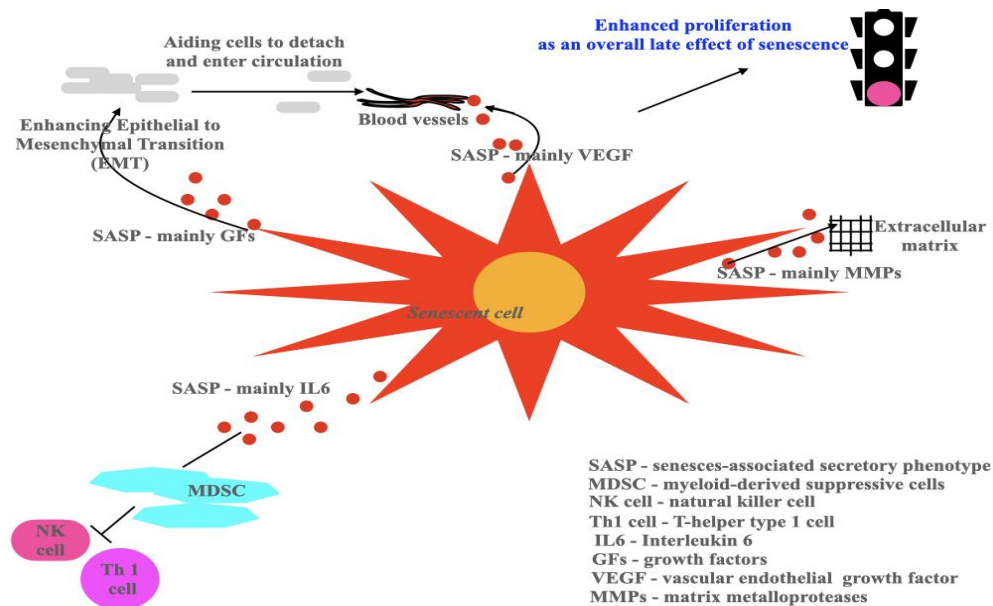 Aiding cells to detach
and enter circulation
Enhanced proliferation
as an overall late effect of senescence
Enhancing Epithelial to
Mesenchymal Transition
(EMT)
Blood vessels
SASP - mainly VEGF
SASP - mainly GFs
Extracellular
matrix
SASP - mainly MMPs
Senescent cell
SASP - mainly IL6
MDSC
NK
cell
Th 1
cell
SASP - senesces-associated secretory phenotype
MDSC - myeloid-derived suppressive cells
NK cell - natural killer cell
Th1 cell - T-helper type 1 cell
IL6 - Interleukin 6
GFs - growth factors
VEGF - vascular endothelial growth factor
MMPs - matrix metalloproteases